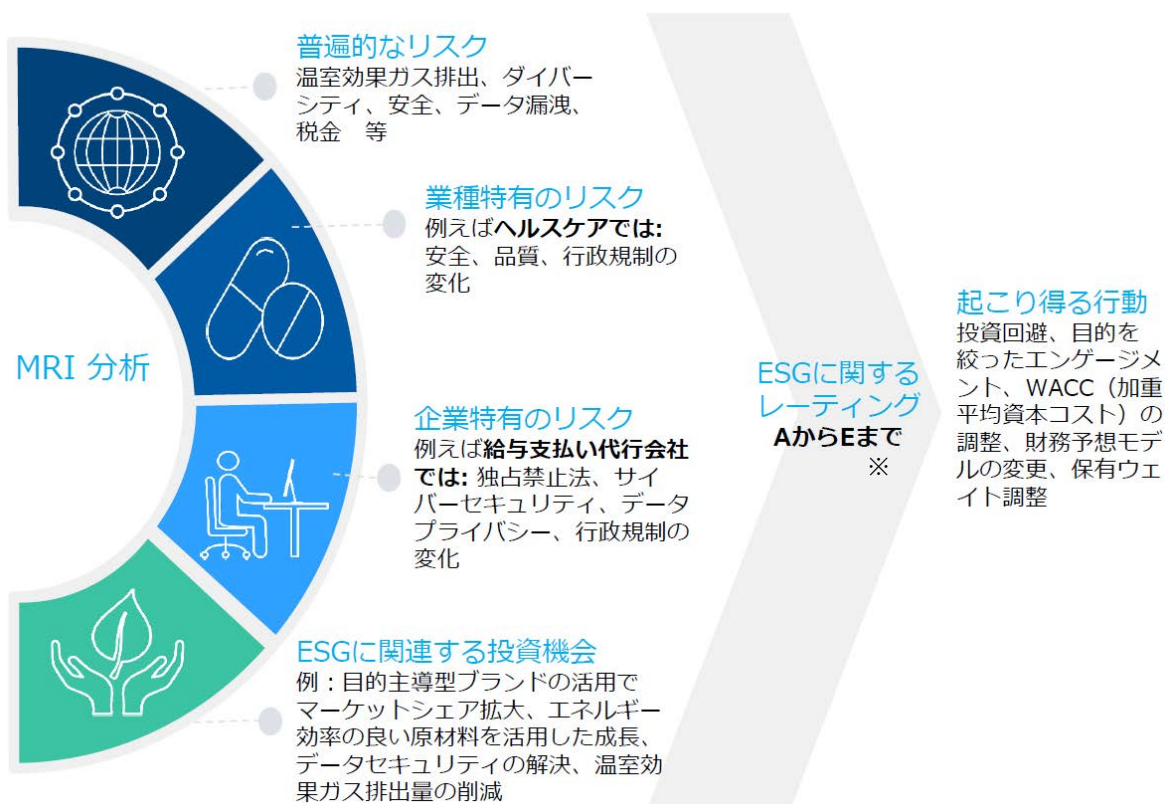 普遍的なリスク
温室効果ガス排出、ダイバー
シティ、安全、データ漏洩、
税金　等
業種特有のリスク
例えばヘルスケアでは:
安全、品質、行政規制の
変化
MRI 分析
企業特有のリスク
例えば給与支払い代行会社
では: 独占禁止法、サイ
バーセキュリティ、データ
プライバシー、行政規制の
変化
ESGに関連する投資機会
例：目的主導型ブランドの活用で
マーケットシェア拡大、エネルギー
効率の良い原材料を活用した成長、
データセキュリティの解決、温室効
果ガス排出量の削減
ESGに関する
レーティング
AからEまで
※
起こり得る行動
投資回避、目的を
絞ったエンゲージメ
ント、WACC（加重
平均資本コスト）の
調整、財務予想モデ
ルの変更、保有ウェ
イト調整